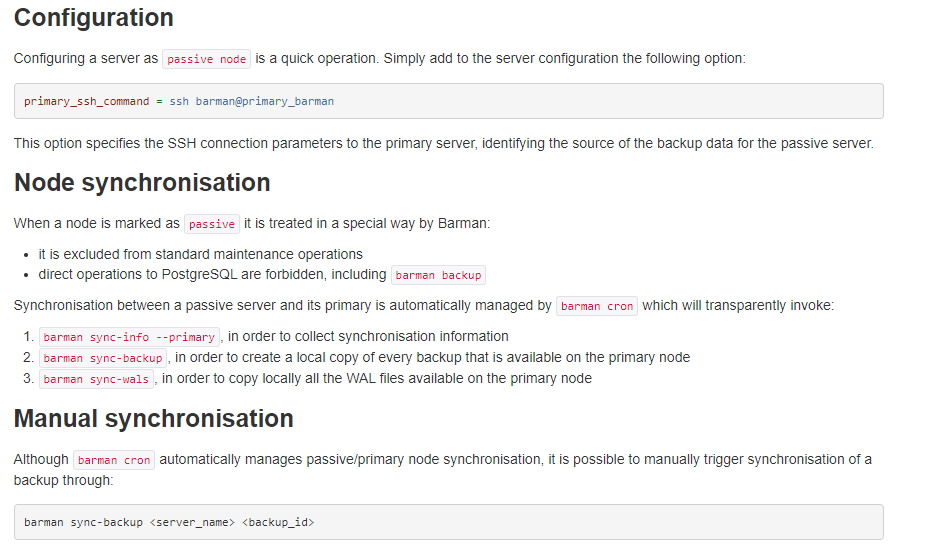 Configuration
Configuring a server as passive node is a quick operation. Simply add to the server configuration the following option:
primary_ssh_command = ssh barman@primary_barman
This option specifies the SSH connection parameters to the primary server, identifying the source of the backup data for the passive server.
Node synchronisation
When a node is marked as passive it is treated in a special way by Barman:
• it is excluded from standard maintenance operations
• direct operations to PostgreSQL are forbidden, including barman backup
Synchronisation between a passive server and its primary is automatically managed by barman cron which will transparently invoke:
1. barman sync-info --primary, in order to collect synchronisation information
2. barman sync-backup, in order to create a local copy of every backup that is available on the primary node
3. barman sync-wals, in order to copy locally all the WAL files available on the primary node
Manual synchronisation
Although barman cron automatically manages passive/primary node synchronisation, it is possible to manually trigger synchronisation of a
backup through:
barman sync-backup <server_name> <backup_id>